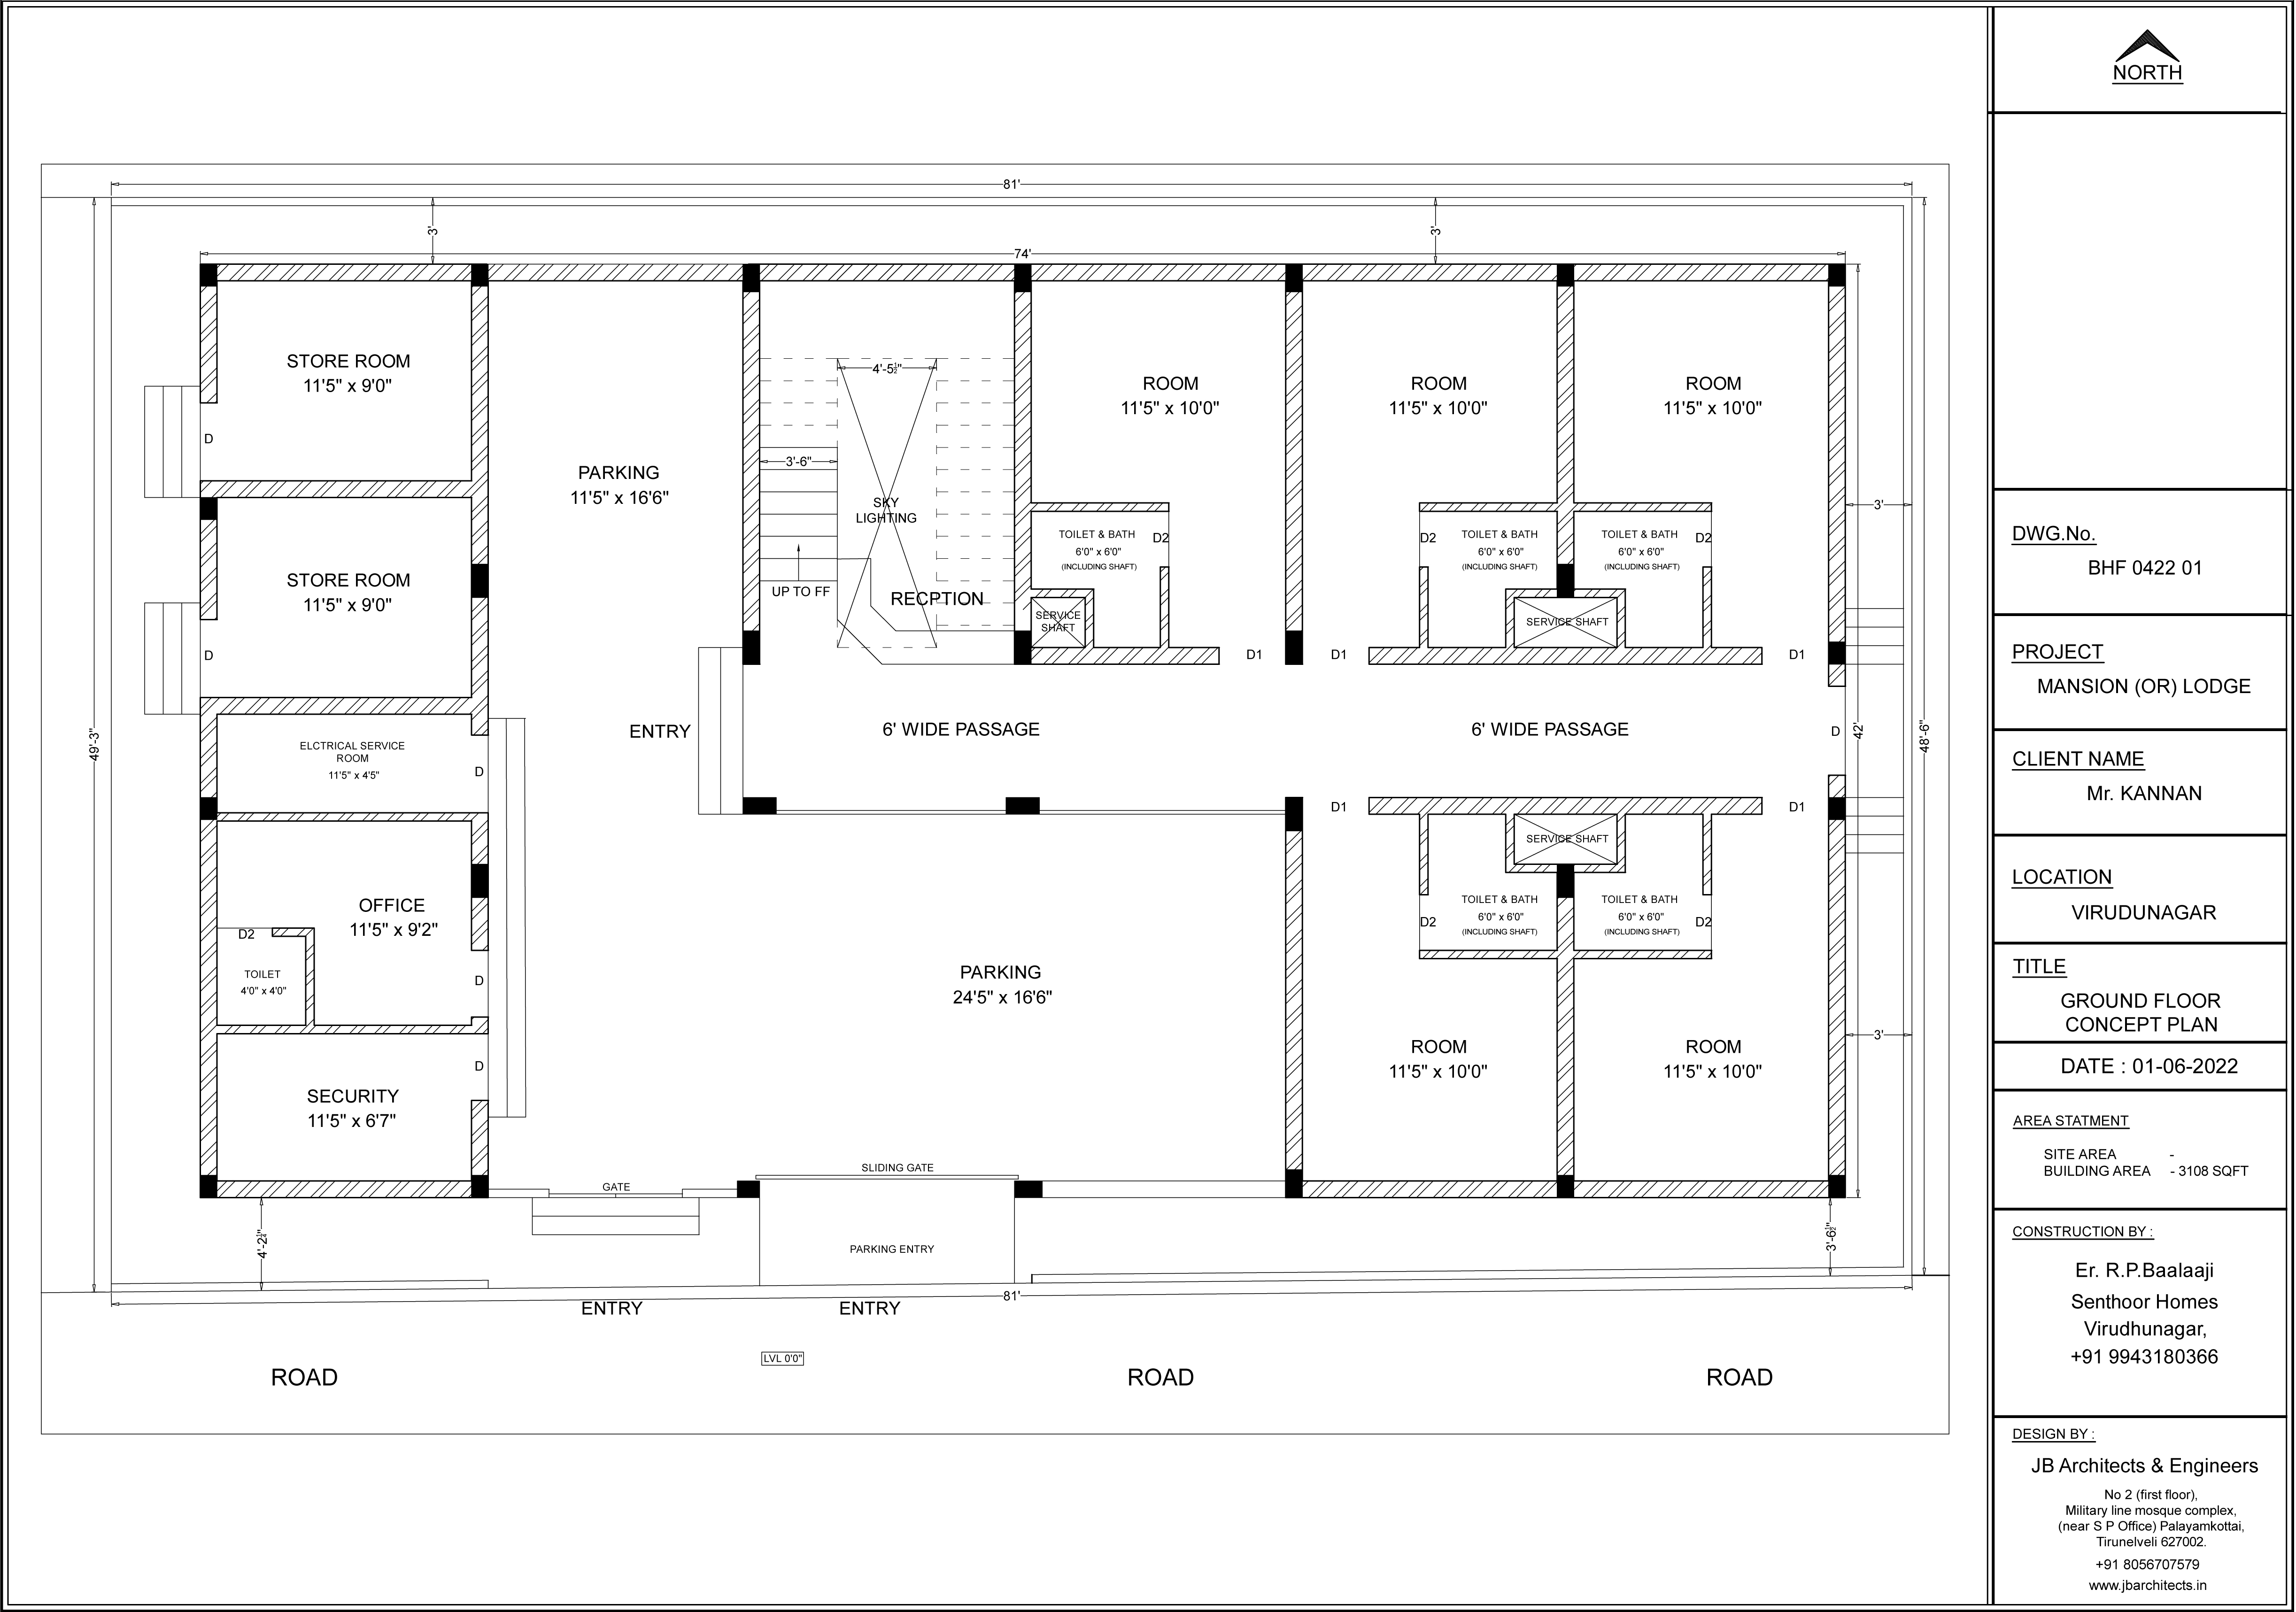 NORTH
81'
3'
3'
74'
STORE ROOM
11'5" x 9'0"
D
PARKING
11'5" x 16'6"
4'-5½"
3'-6"
SKY
LIGHTING
UP TO FF
RECPTION
ROOM
11'5" x 10'0"
ROOM
11'5" x 10'0"
ROOM
11'5" x 10'0"
TOILET & BATH
6'0" x 6'0"
(INCLUDING SHAFT)
D2
SERVICE
SHAFT
D2
TOILET & BATH
6'0" x 6'0"
(INCLUDING SHAFT)
TOILET & BATH
6'0" x 6'0"
(INCLUDING SHAFT)
D2
SERVICE SHAFT
3'
STORE ROOM
11'5" x 9'0"
D
D1
D1
D1
49'-3"
ELCTRICAL SERVICE
ROOM
11'5" x 4'5"
D
ENTRY
6' WIDE PASSAGE
6' WIDE PASSAGE
D
42'
48'-6"
D1
D1
SERVICE SHAFT
OFFICE
11'5" x 9'2"
D2
TOILET
4'0" x 4'0"
D
TOILET & BATH
6'0" x 6'0"
(INCLUDING SHAFT)
D2
TOILET & BATH
6'0" x 6'0"
(INCLUDING SHAFT)
D2
PARKING
24'5" x 16'6"
ROOM
11'5" x 10'0"
ROOM
11'5" x 10'0"
3'
D
SECURITY
11'5" x 6'7"
SLIDING GATE
GATE
4'-2¼"
PARKING ENTRY
3'-6½"
81'
ENTRY
ENTRY
LVL 0'0"
ROAD
ROAD
ROAD
DWG.No.
BHF 0422 01
PROJECT
MANSION (OR) LODGE
CLIENT NAME
Mr. KANNAN
LOCATION
VIRUDUNAGAR
TITLE
GROUND FLOOR
CONCEPT PLAN
DATE : 01-06-2022
AREA STATMENT
SITE AREA -
BUILDING AREA - 3108 SQFT
CONSTRUCTION BY :
Er. R.P.Baalaaji
Senthoor Homes
Virudhunagar,
+91 9943180366
DESIGN BY :
JB Architects & Engineers
No 2 (first floor),
Military line mosque complex,
(near S P Office) Palayamkottai,
Tirunelveli 627002.
+91 8056707579
www.jbarchitects.in